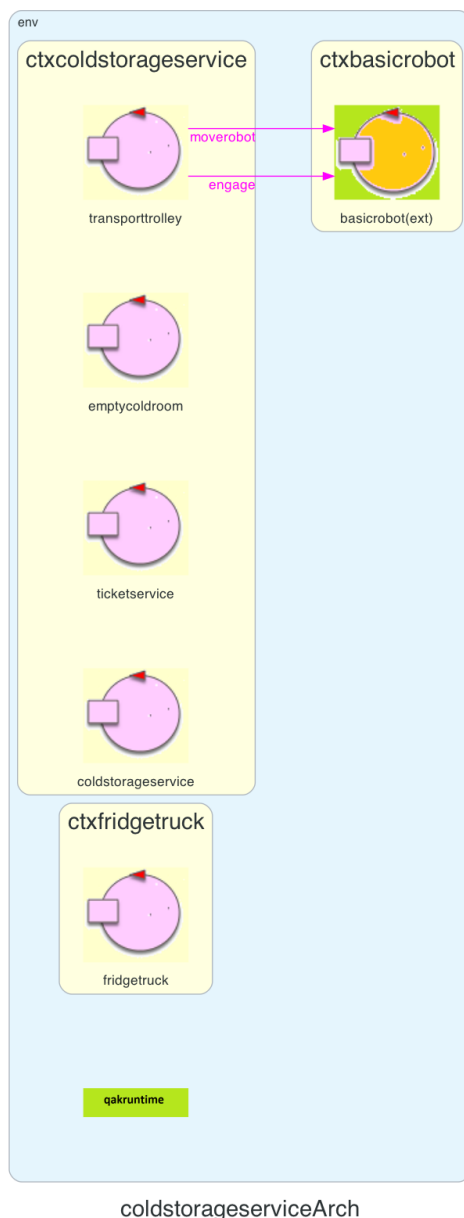 env
ctxcoldstorageservice
ctxbasicrobot
moverobot
engage
transporttrolley
basicrobot(ext)
emptycoldroom
ticketservice
coldstorageservice
ctxfridgetruck
fridgetruck
qakruntime
coldstorageserviceArch